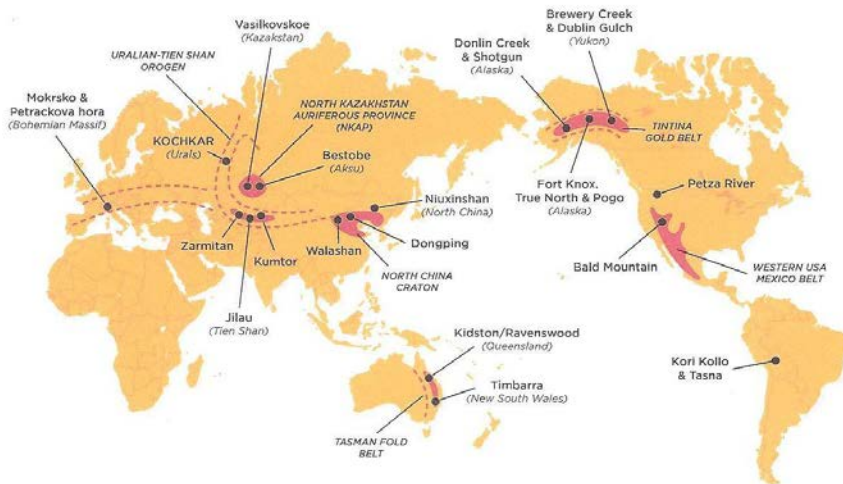 Vasilkovskoe
(Kazakstan)
URALIAN-TIEN SHAN
OROGEN
Mokrsko &
Petrackova hora
(Bohemian Massif)
KOCHKAR
(Urals)
NORTH KAZAKHSTAN
AURIFEROUS PROVINCE
(NKAP)
Bestobe
(Aksu)
Niuxinshan
(North China)
Zarmitan
Kumtor
Walashan
Dongping
NORTH CHINA
CRATON
Jilau
(Tien Shan)
Kidston/Ravenswood
(Queensland)
Timbarra
(New South Wales)
TASMAN FOLD
BELT
Donlin Creek
& Shotgun
(Alaska)
Brewery Creek
& Dublin Gulch
(Yukon)
TINTINA
GOLD BELT
Fort Knox,
True North & Pogo
(Alaska)
Petza River
Bald Mountain
WESTERN USA
MEXICO BELT
Kori Kollo
& Tasna